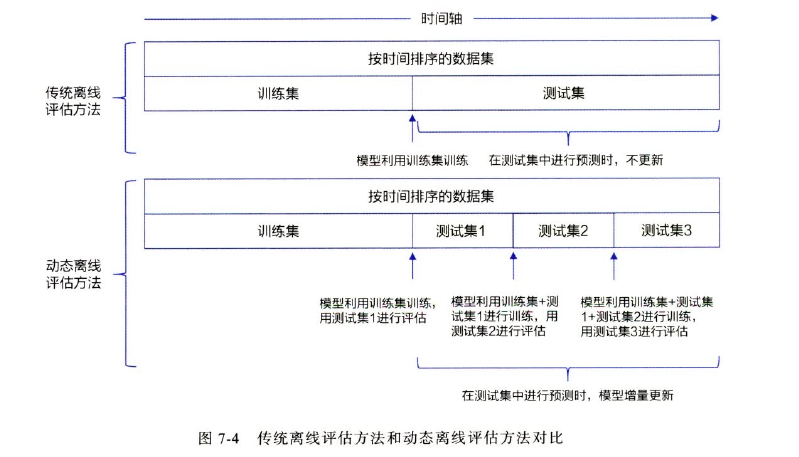 时间轴
按时间排序的数据集
传统离线
评估方法
训练集
测试集
模型利用训练集训练
在测试集中进行预测时，不更新
按时间排序的数据集
训练集
测试集1
测试集2
测试集3
动态离线
评估方法
模型利用训练集训练，
用测试集1进行评估
模型利用训练集+测
试集1进行训练，用
测试集2进行评估
模型利用训练集+测试集
1+测试集2进行训练，
用测试集3进行评估
在测试集中进行预测时，模型增量更新
图 7-4 传统离线评估方法和动态离线评估方法对比